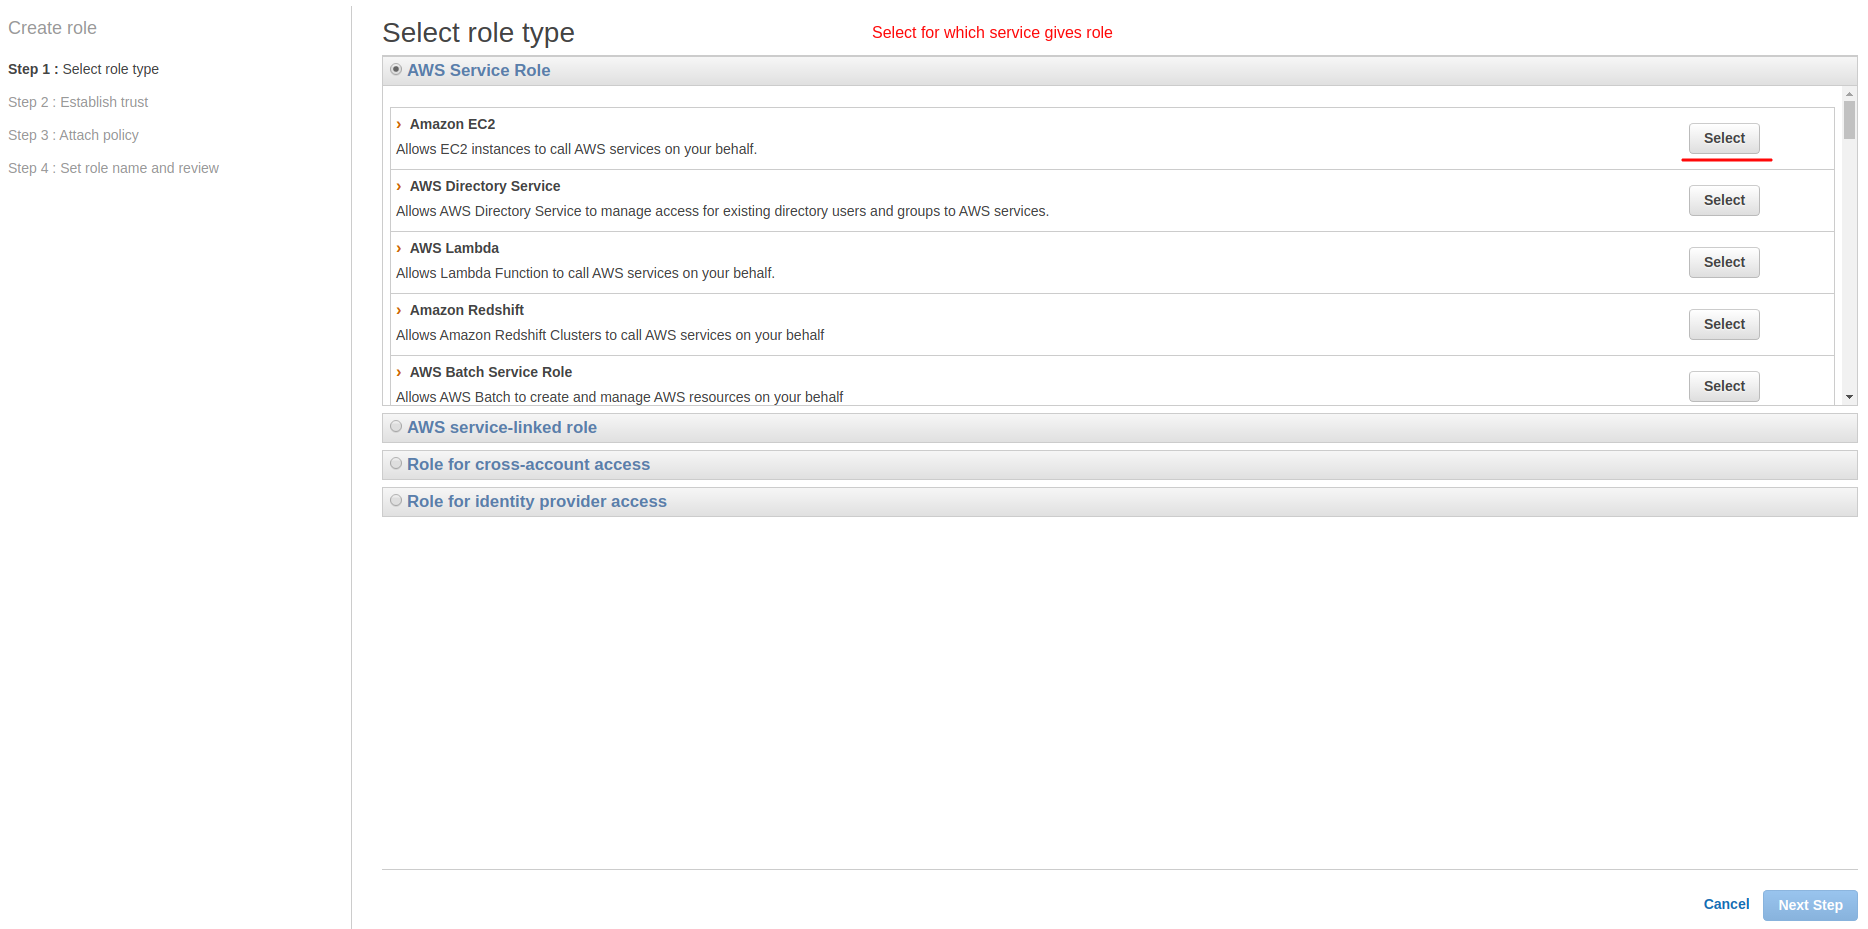 Create role
Step 1 : Select role type
Step 2 : Establish trust
Step 3 : Attach policy
Step 4 : Set role name and review
Select role type
Select for which service gives role
AWS Service Role
› Amazon EC2
Allows EC2 instances to call AWS services on your behalf.
Select
› AWS Directory Service
Allows AWS Directory Service to manage access for existing directory users and groups to AWS services.
Select
› AWS Lambda
Allows Lambda Function to call AWS services on your behalf.
Select
› Amazon Redshift
Allows Amazon Redshift Clusters to call AWS services on your behalf
Select
› AWS Batch Service Role
Allows AWS Batch to create and manage AWS resources on your behalf
Select
AWS service-linked role
Role for cross-account access
Role for identity provider access
Cancel
Next Step